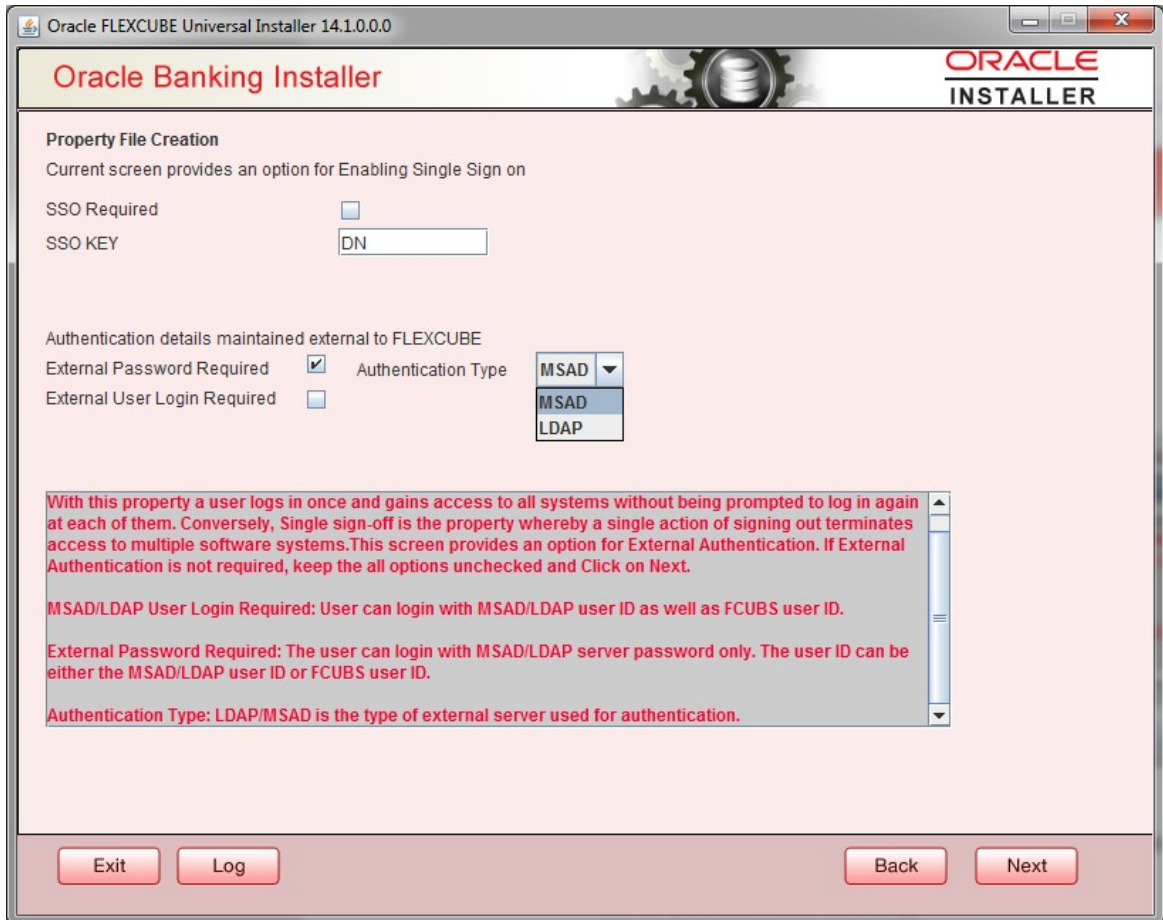 Oracle FLEXCUBE Universal Installer 14.1.0.0.0
Oracle Banking Installer
ORACLE
INSTALLER
Property File Creation
Current screen provides an option for Enabling Single Sign on
SSO Required
SSO KEY DN
Authentication details maintained external to FLEXCUBE
External Password Required Authentication Type MSAD
External User Login Required MSAD
LDAP
With this property a user logs in once and gains access to all systems without being prompted to log in again
at each of them. Conversely, Single sign-off is the property whereby a single action of signing out terminates
access to multiple software systems.This screen provides an option for External Authentication. If External
Authentication is not required, keep the all options unchecked and Click on Next.
MSAD/LDAP User Login Required: User can login with MSAD/LDAP user ID as well as FCUBS user ID.
External Password Required: The user can login with MSAD/LDAP server password only. The user ID can be
either the MSAD/LDAP user ID or FCUBS user ID.
Authentication Type: LDAP/MSAD is the type of external server used for authentication.
Exit Log Back Next